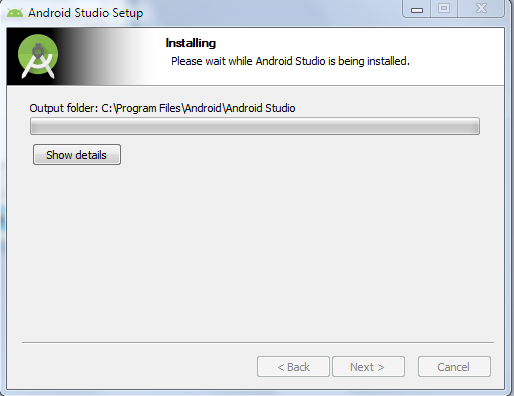 Android Studio Setup
Installing
Please wait while Android Studio is being installed.
Output folder: C:\Program Files\Android\Android Studio
Show details
< Back
Next >
Cancel